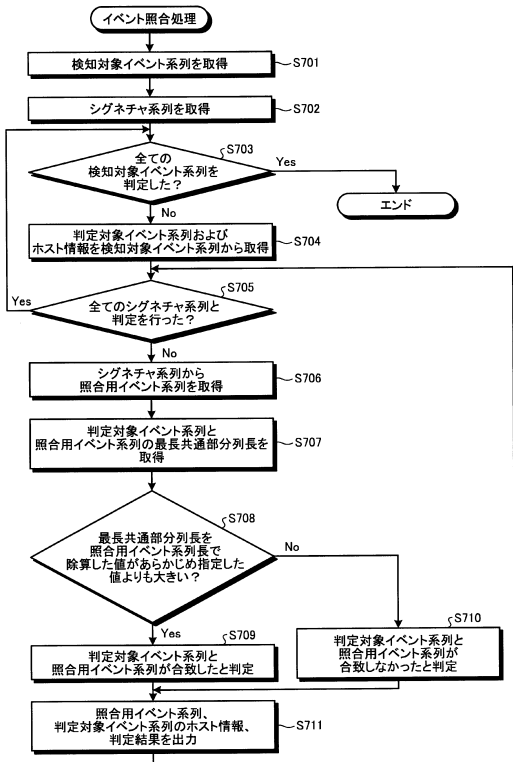 イベント照合処理
検知対象イベント系列を取得
S701
シグネチャ系列を取得
S702
S703
全ての
検知対象イベント系列を
判定した？
Yes
エンド
No
判定対象イベント系列および
ホスト情報を検知対象イベント系列から取得
S704
S705
Yes
全てのシグネチャ系列と
判定を行った？
No
シグネチャ系列から
照合用イベント系列を取得
S706
判定対象イベント系列と
照合用イベント系列の最長共通部分列長を
取得
S707
S708
最長共通部分列長を
照合用イベント系列長で
除算した値があらかじめ指定した
値よりも大きい？
No
Yes
S709
判定対象イベント系列と
照合用イベント系列が合致したと判定
S710
判定対象イベント系列と
照合用イベント系列が
合致しなかったと判定
照合用イベント系列、
判定対象イベント系列のホスト情報、
判定結果を出力
S711